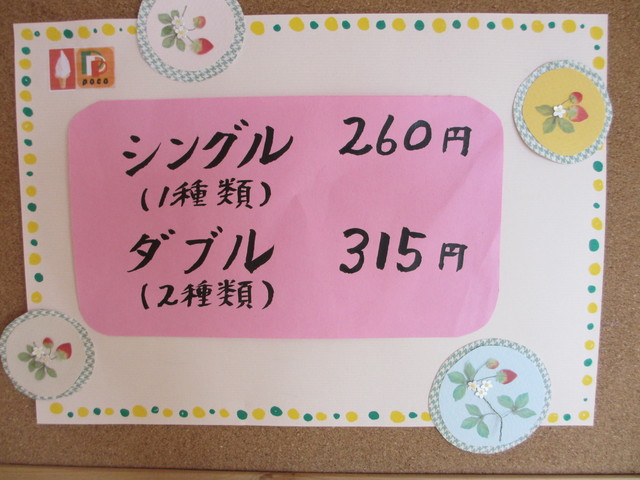 POCO
シングル 260円
(1種類)
ダブル 315円
(2種類)